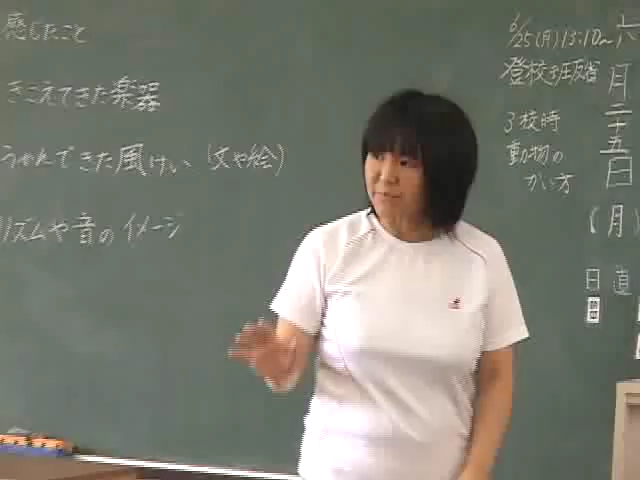 感じたこと
きこえてきた楽器
うかんできた風けい (文や絵)
リズムや音のイメージ
6/25(月)13:10~
登校班反省
3校時
動物の
かい方
六月二十五日(月)
日直